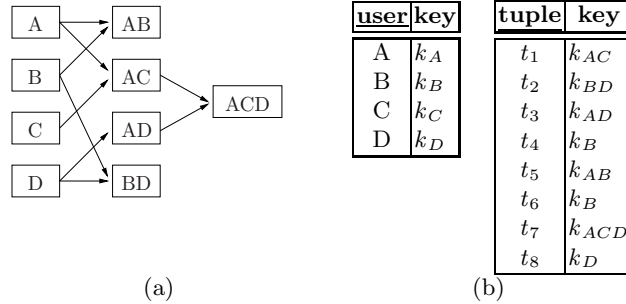 A AB
B AC
C AD
D BD
ACD
(a)
user key
A k_A
B k_B
C k_C
D k_D
tuple key
t_1 k_AC
t_2 k_BD
t_3 k_AD
t_4 k_B
t_5 k_AB
t_6 k_B
t_7 k_ACD
t_8 k_D
(b)